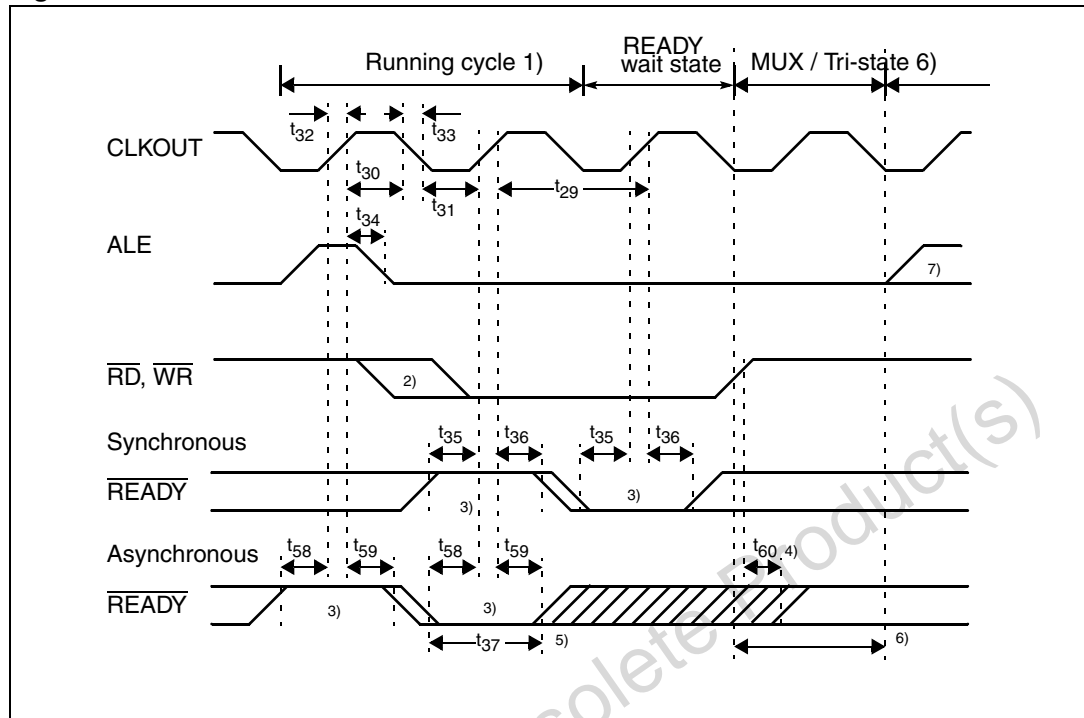 READY
Running cycle 1) wait state MUX / Tri-state 6)
t32 t33
CLKOUT
t30
t31 t29
t34
ALE
7)
RD, WR 2)
Synchronous t35 t36 t35 t36
READY 3) 3)
Asynchronous t58 t59 t58 t59 t60 4)
READY 3) 3)
t37 5) 6)
solete Product(s)